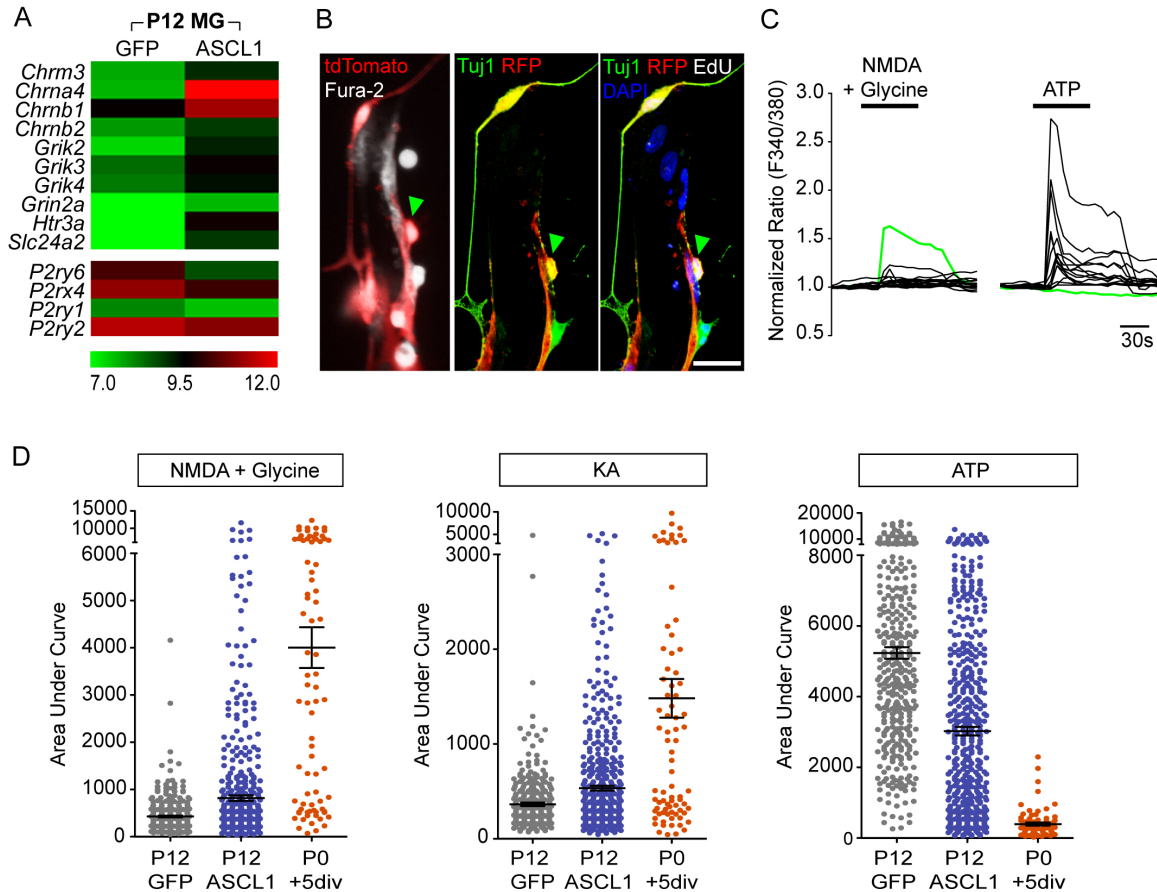 A
P12 MG
GFP ASCL1
Chrm3
Chrna4
Chrnb1
Chrnb2
Grik2
Grik3
Grik4
Grin2a
Htr3a
Slc24a2
P2ry6
P2rx4
P2ry1
P2ry2
7.0 9.5 12.0
B
tdTomato
Fura-2
Tuj1 RFP
Tuj1 RFP EdU
DAPI
C
NMDA
+ Glycine
ATP
Normalized Ratio (F340/380)
3.0
2.5
2.0
1.5
1.0
0.5
30s
D
NMDA + Glycine
Area Under Curve
15000
10000
6000
5000
4000
3000
2000
1000
0
P12 P12 P0
GFP ASCL1 +5div
KA
Area Under Curve
10000
5000
3000
2000
1000
0
P12 P12 P0
GFP ASCL1 +5div
ATP
Area Under Curve
20000
10000
8000
6000
4000
2000
0
P12 P12 P0
GFP ASCL1 +5div